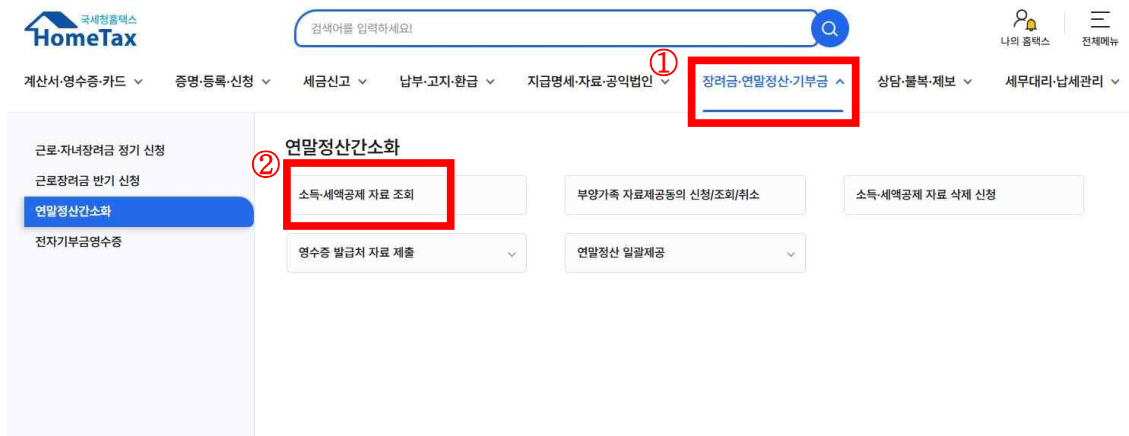 국세청홈택스
HomeTax
검색어를 입력하세요!
나의 홈택스
전체메뉴
①
계산서·영수증·카드
증명·등록·신청
세금신고
납부·고지·환급
지급명세·자료·공익법인
장려금·연말정산·기부금
상담·불복·제보
세무대리·납세관리
근로·자녀장려금 정기 신청
근로장려금 반기 신청
연말정산간소화
전자기부금영수증
연말정산간소화
②
소득·세액공제 자료 조회
부양가족 자료제공동의 신청/조회/취소
소득·세액공제 자료 삭제 신청
영수증 발급처 자료 제출
연말정산 일괄제공